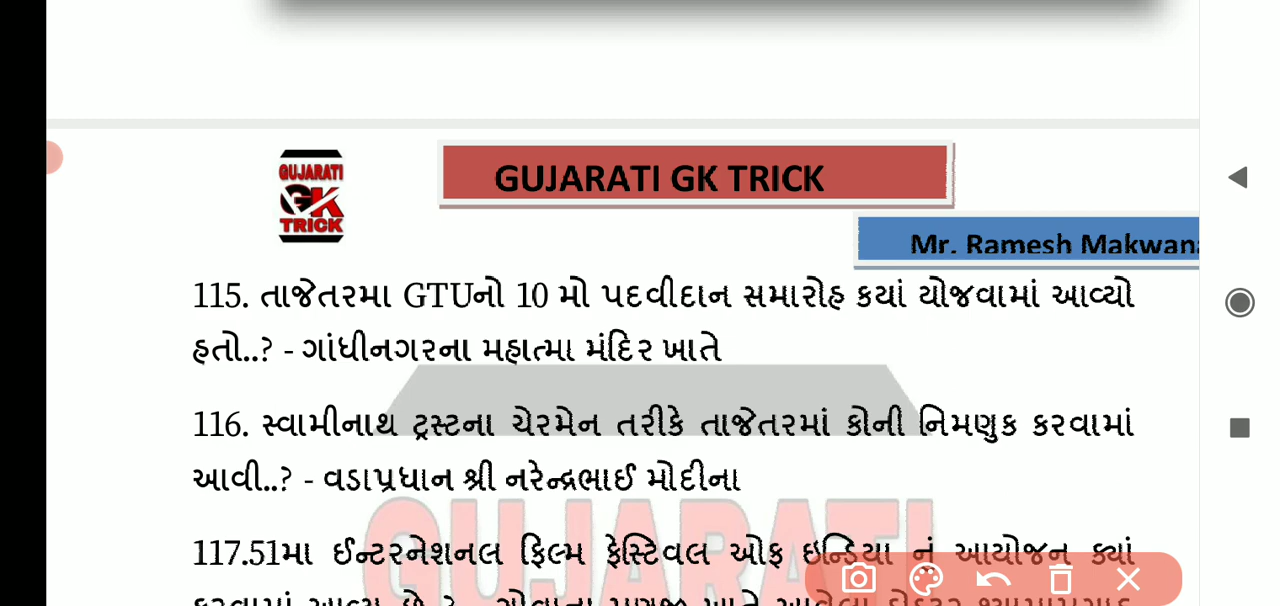 GUJARATI
GK
TRICK
GUJARATI GK TRICK
Mr. Ramesh Makwana
115. તાજેતરમા GTUનો 10 મો પદવીદાન સમારોહ કયાં યોજવામાં આવ્યો
હતો..? - ગાંધીનગરના મહાત્મા મંદિર ખાતે
116. સ્વામીનાથ ટ્રસ્ટના ચેરમેન તરીકે તાજેતરમાં કોની નિમણુક કરવામાં
આવી..? - વડાપ્રધાન શ્રી નરેન્દ્રભાઈ મોદીના
GUJARATI
117.51મા ઈન્ટરનેશનલ ફિલ્મ ફેસ્ટિવલ ઓફ ઇન્ડિયા નું આયોજન ક્યાં